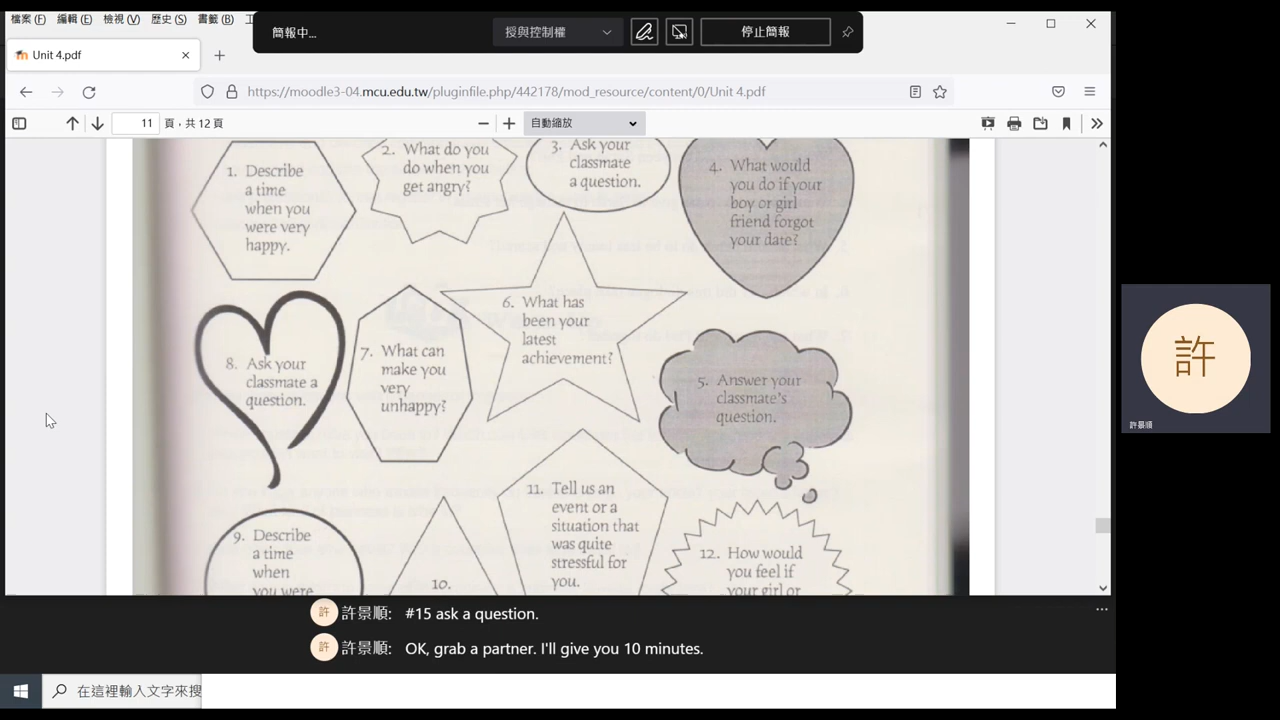 檔案 (F) 編輯 (E) 檢視 (V) 歷史 (S) 書籤 (B)
簡報中...
授與控制權
停止簡報
Unit 4.pdf
https://moodle3-04.mcu.edu.tw/pluginfile.php/442178/mod_resource/content/0/Unit 4.pdf
11 頁，共 12 頁
自動縮放
1. Describe
a time
when you
were very
happy.
2. What do you
do when you
get angry?
3. Ask your
classmate
a question.
4. What would
you do if your
boy or girl
friend forgot
your date?
8. Ask your
classmate a
question.
7. What can
make you
very
unhappy?
6. What has
been your
latest
achievement?
5. Answer your
classmate's
question.
9. Describe
a time
when
you were
10.
11. Tell us an
event or a
situation that
was quite
stressful for
you.
12. How would
you feel if
your girl or
許
許景順
許 許景順: #15 ask a question.
許 許景順: OK, grab a partner. I'll give you 10 minutes.
在這裡輸入文字來搜